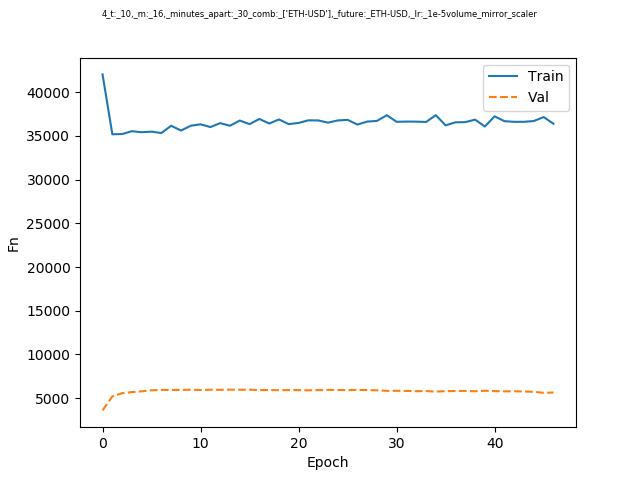 4_t:_10,_m:_16,_minutes_apart:_30_comb:_['ETH-USD'],_future:_ETH-USD,_lr:_1e-5volume_mirror_scaler
Train
Val
40000
35000
30000
25000
20000
15000
10000
5000
Fn
0 10 20 30 40
Epoch